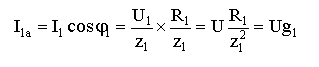 I₁ₐ = I₁ cos φ₁ = U₁/z₁ × R₁/z₁ = U R₁/z₁² = Ug₁